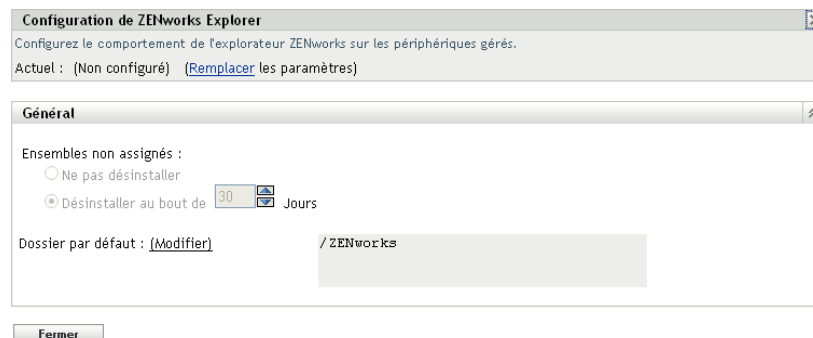 Configuration de ZENworks Explorer
Configurez le comportement de l'explorateur ZENworks sur les périphériques gérés.
Actuel : (Non configuré) (Remplacer les paramètres)
Général
Ensembles non assignés :
Ne pas désinstaller
Désinstaller au bout de 30 Jours
Dossier par défaut : (Modifier) /ZENworks
Fermer